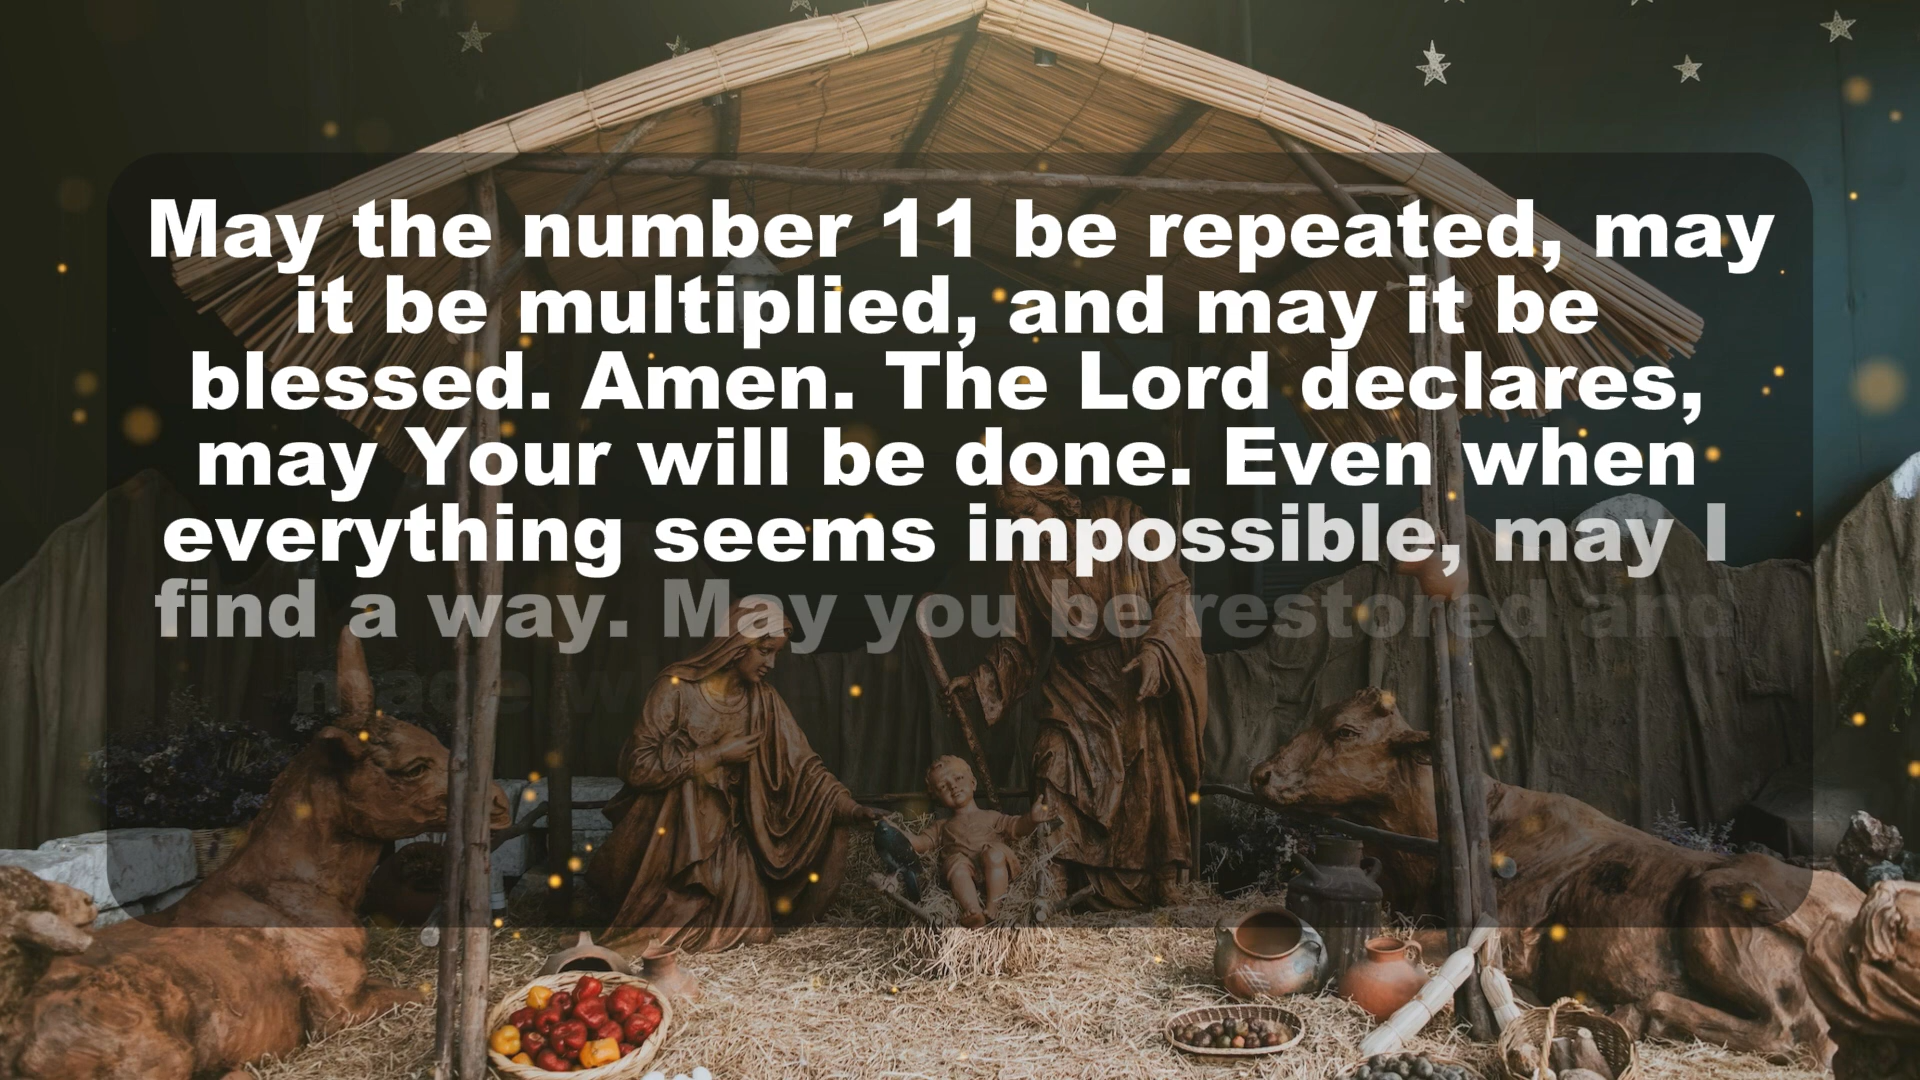 May the number 11 be repeated, may
it be multiplied, and may it be
blessed. Amen. The Lord declares,
may Your will be done. Even when
everything seems impossible, may I
find a way. May you be restored and
made